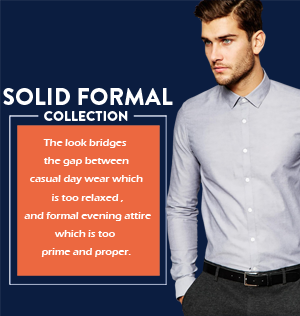 SOLID FORMAL
COLLECTION
The look bridges
the gap between
casual day wear which
is too relaxed ,
and formal evening attire
which is too
prime and proper.